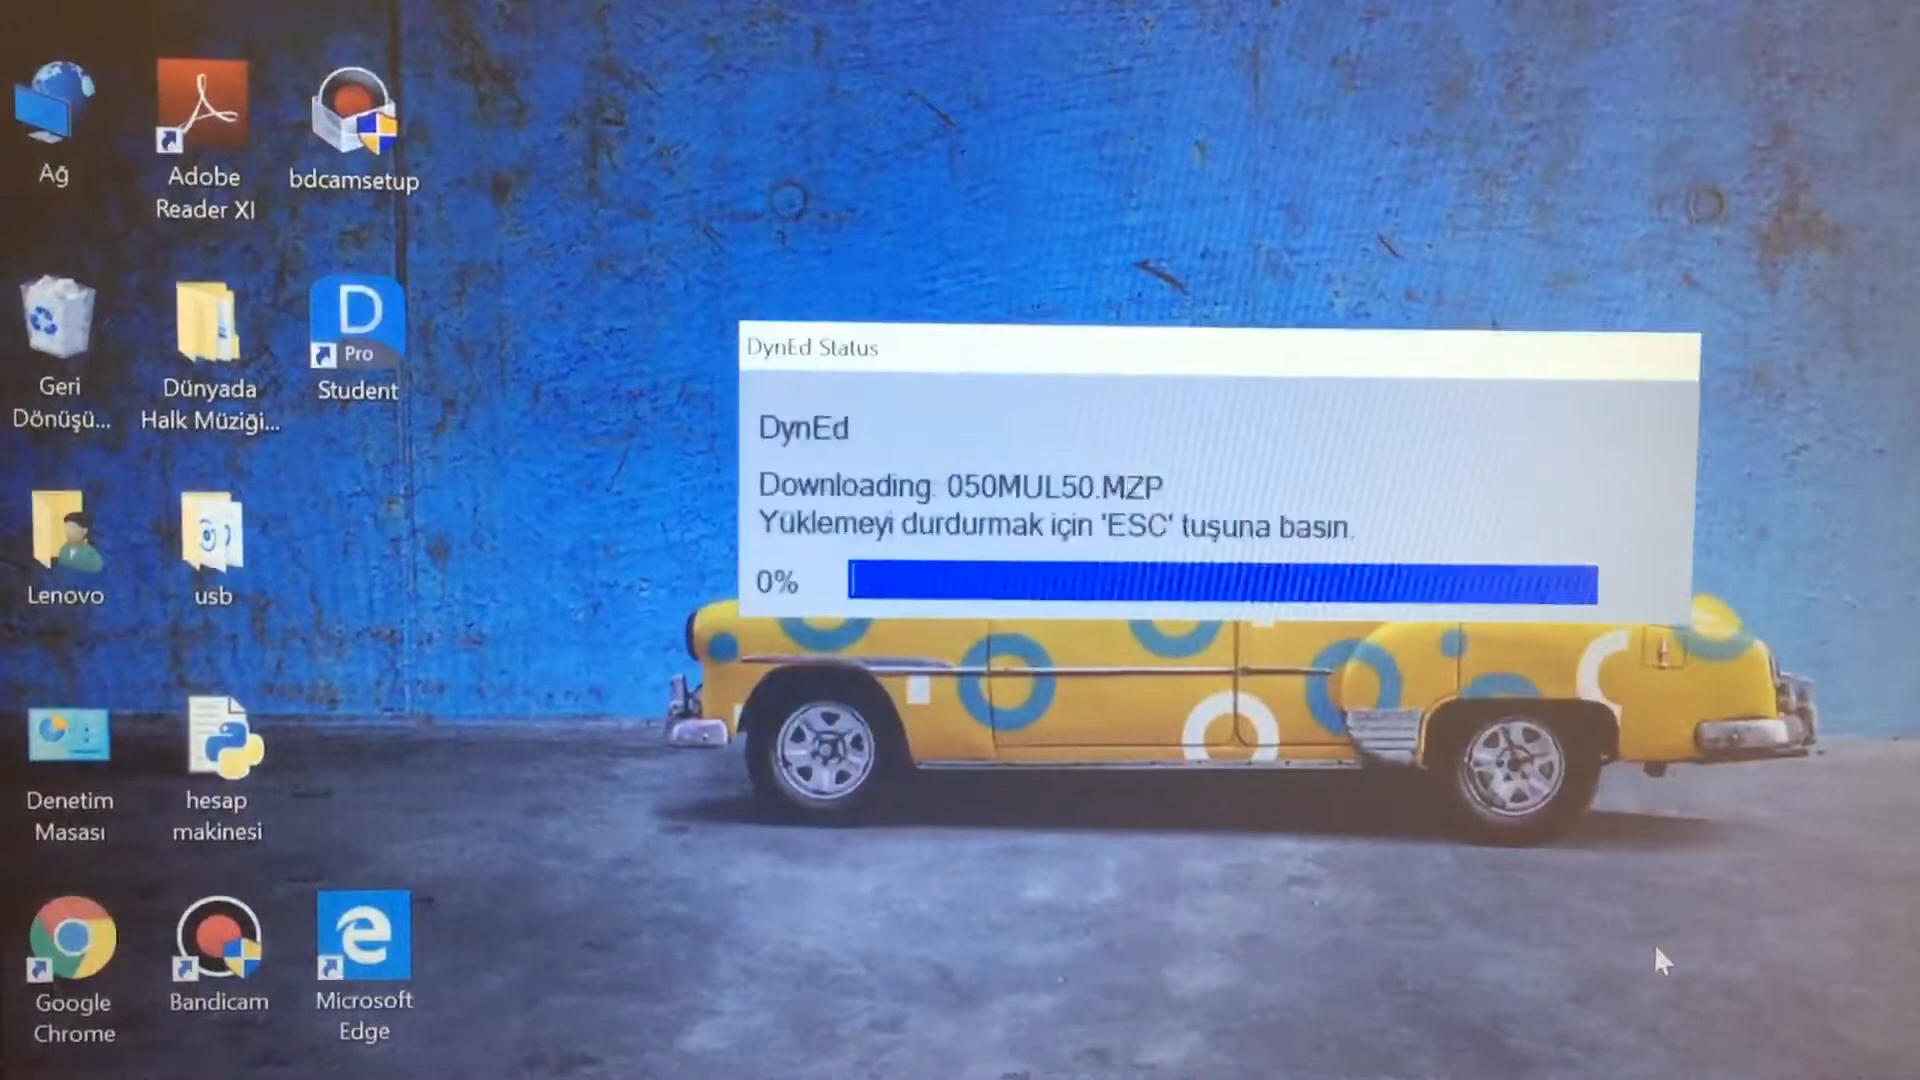 Ağ
Adobe
Reader XI
bdcamsetup
Geri
Dönüşü...
Dünyada
Halk Müziği...
D
Pro
Student
DynEd Status
DynEd
Downloading: 050MUL50.MZP
Yüklemeyi durdurmak için 'ESC' tuşuna basın.
0%
Lenovo
usb
Denetim
Masası
hesap
makinesi
Google
Chrome
Bandicam
Microsoft
Edge